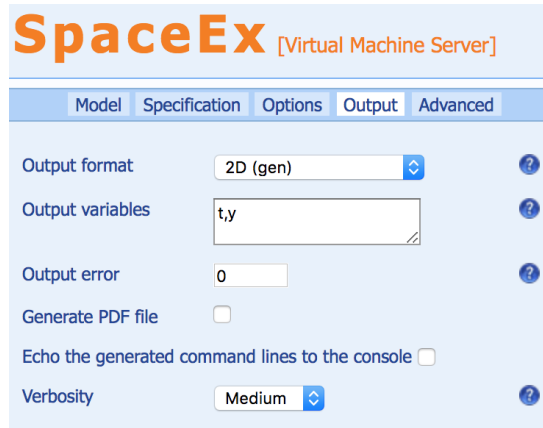 SpaceEx [Virtual Machine Server]
Model Specification Options Output Advanced
Output format 2D (gen) ?
Output variables t,y ?
Output error 0 ?
Generate PDF file
Echo the generated command lines to the console
Verbosity Medium ?